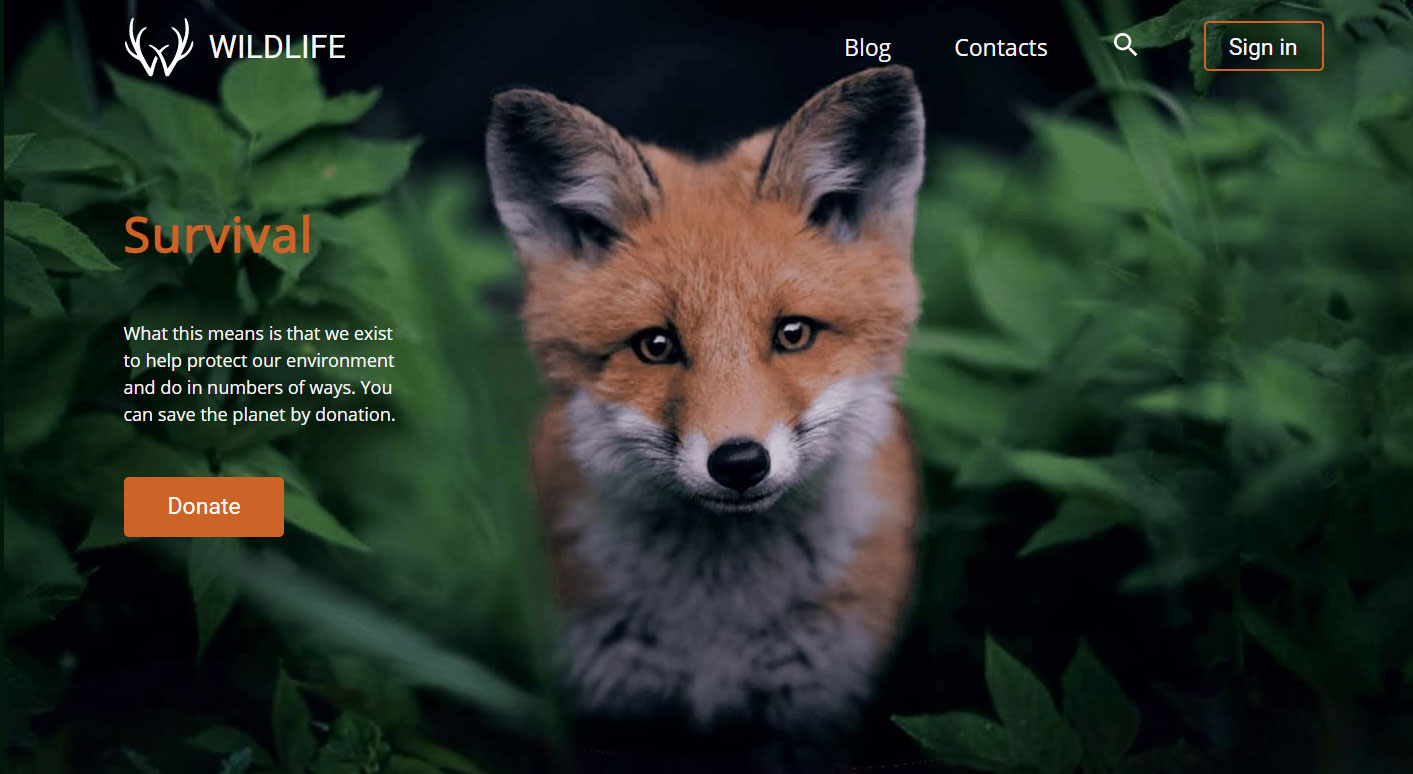 WILDLIFE
Blog
Contacts
Sign in
Survival
What this means is that we exist
to help protect our environment
and do in numbers of ways. You
can save the planet by donation.
Donate